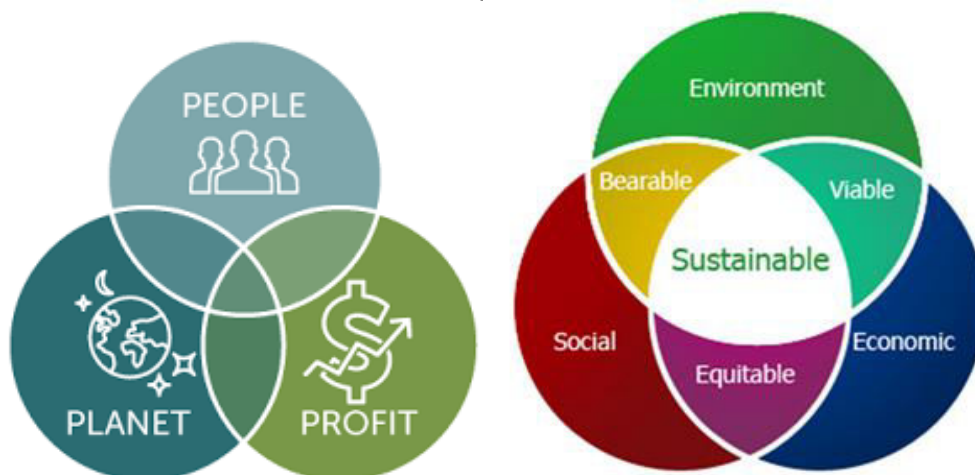 PEOPLE
PLANET
PROFIT
Environment
Bearable
Viable
Sustainable
Social
Economic
Equitable